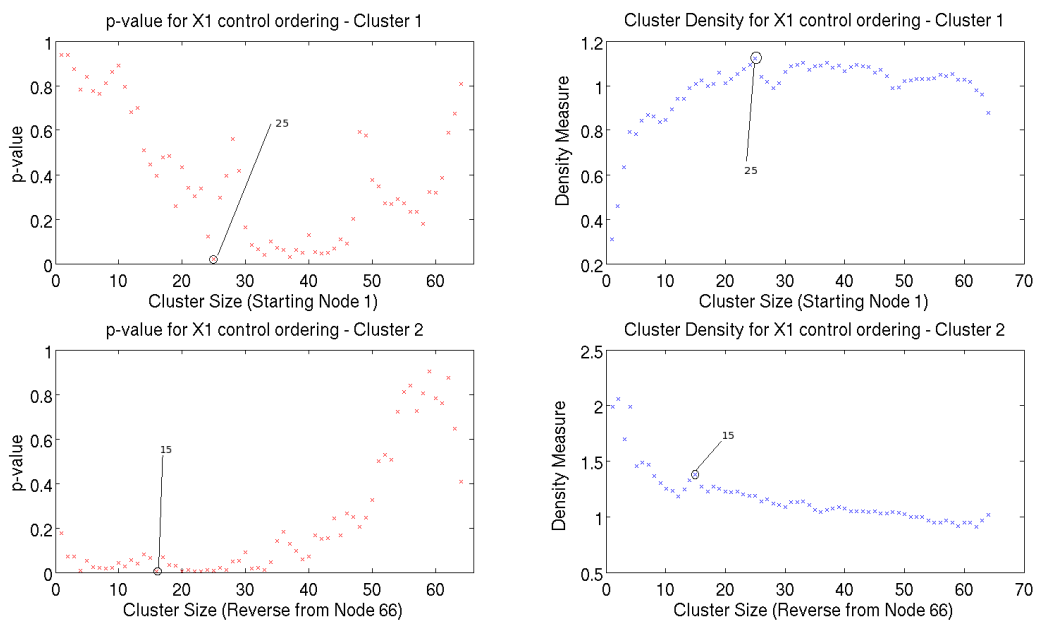 p-value for X1 control ordering - Cluster 1
1
0.8
0.6
0.4
0.2
0
p-value
25
0 10 20 30 40 50 60
Cluster Size (Starting Node 1)
Cluster Density for X1 control ordering - Cluster 1
1.2
1
0.8
0.6
0.4
0.2
Density Measure
25
0 10 20 30 40 50 60 70
Cluster Size (Starting Node 1)
p-value for X1 control ordering - Cluster 2
1
0.8
0.6
0.4
0.2
0
p-value
15
0 10 20 30 40 50 60
Cluster Size (Reverse from Node 66)
Cluster Density for X1 control ordering - Cluster 2
2.5
2
1.5
1
0.5
Density Measure
15
0 10 20 30 40 50 60 70
Cluster Size (Reverse from Node 66)